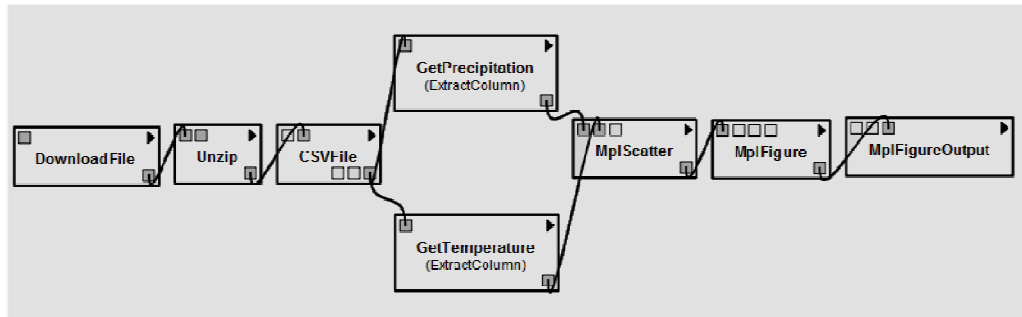 GetPrecipitation
(ExtractColumn)
DownloadFile
Unzip
CSVFile
MplScatter
MplFigure
MplFigureOutput
GetTemperature
(ExtractColumn)